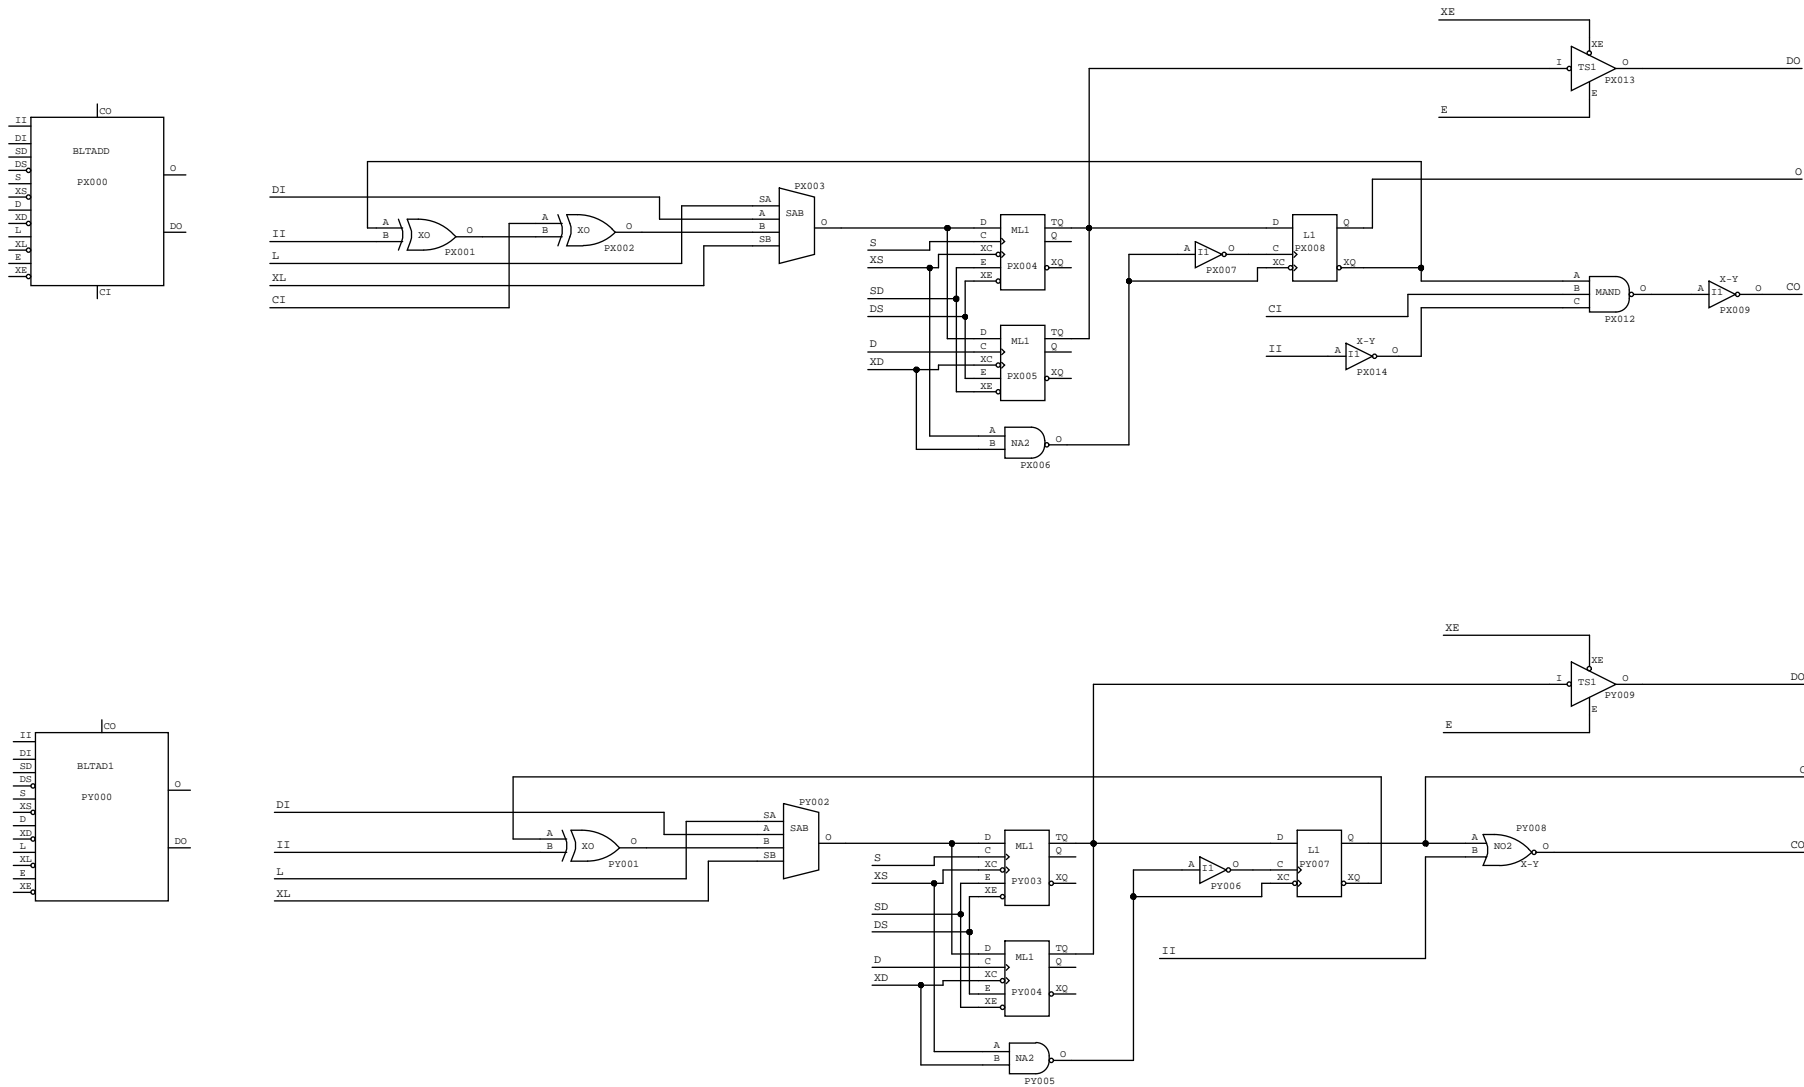 XE
XE
I
TS1
O
DO
PX013
E
E
CO
II
DI
SD
DS
S
XS
D
XD
L
XL
E
XE
BLTADD
PX000
O
DO
CI
DI
II
L
XL
CI
A
B
XO
O
PX001
A
B
XO
O
PX002
PX003
SA
A
B
SB
SAB
O
S
XS
SD
DS
D
XD
D
C
XC
E
XE
ML1
PX004
TQ
Q
XQ
D
C
XC
E
XE
ML1
PX005
TQ
Q
XQ
A
B
NA2
O
PX006
A
I1
O
PX007
D
C
XC
L1
PX008
Q
XQ
O
CI
II
A
I1
X-Y
O
PX014
A
B
C
MAND
O
PX012
A
I1
X-Y
O
PX009
CO
XE
XE
I
TS1
O
DO
PY009
E
E
CO
II
DI
SD
DS
S
XS
D
XD
L
XL
E
XE
BLTAD1
PY000
O
DO
DI
II
L
XL
A
B
XO
O
PY001
PY002
SA
A
B
SB
SAB
O
S
XS
SD
DS
D
XD
D
C
XC
E
XE
ML1
PY003
TQ
Q
XQ
D
C
XC
E
XE
ML1
PY004
TQ
Q
XQ
A
B
NA2
O
PY005
A
I1
O
PY006
D
C
XC
L1
PY007
Q
XQ
II
PY008
A
B
NO2
O
X-Y
CO